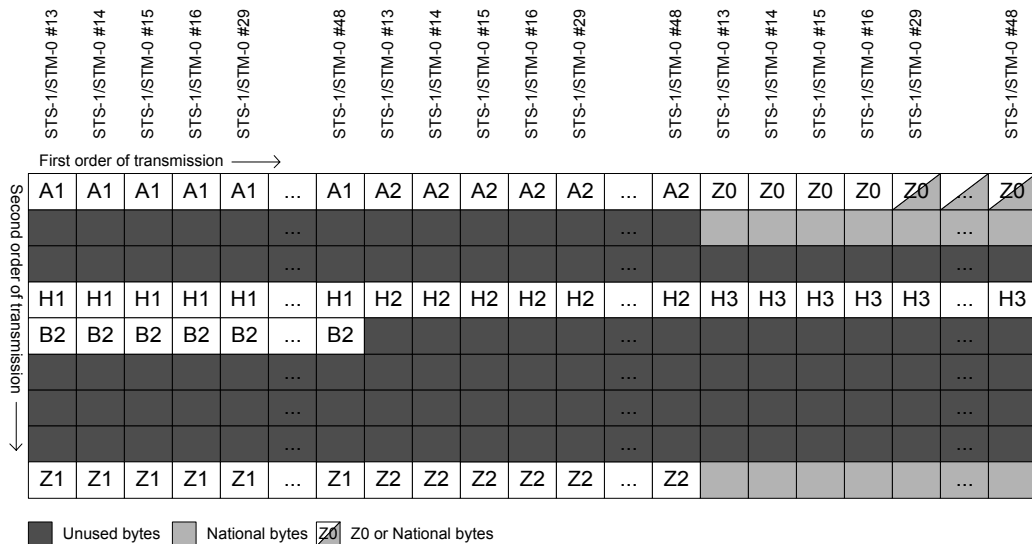 STS-1/STM-0 #13 STS-1/STM-0 #14 STS-1/STM-0 #15 STS-1/STM-0 #16 STS-1/STM-0 #29 STS-1/STM-0 #48 STS-1/STM-0 #13 STS-1/STM-0 #14 STS-1/STM-0 #15 STS-1/STM-0 #16 STS-1/STM-0 #29 STS-1/STM-0 #48 STS-1/STM-0 #13 STS-1/STM-0 #14 STS-1/STM-0 #15 STS-1/STM-0 #16 STS-1/STM-0 #29 STS-1/STM-0 #48
First order of transmission
Second order of transmission
A1 A1 A1 A1 A1 ... A1 A2 A2 A2 A2 A2 ... A2 Z0 Z0 Z0 Z0 Z0 ... Z0
... ... ...
... ... ...
H1 H1 H1 H1 H1 ... H1 H2 H2 H2 H2 H2 ... H2 H3 H3 H3 H3 H3 ... H3
B2 B2 B2 B2 B2 ... B2 ... ...
... ... ...
... ... ...
... ... ...
Z1 Z1 Z1 Z1 Z1 ... Z1 Z2 Z2 Z2 Z2 Z2 ... Z2 ...
Unused bytes National bytes Z0 Z0 or National bytes